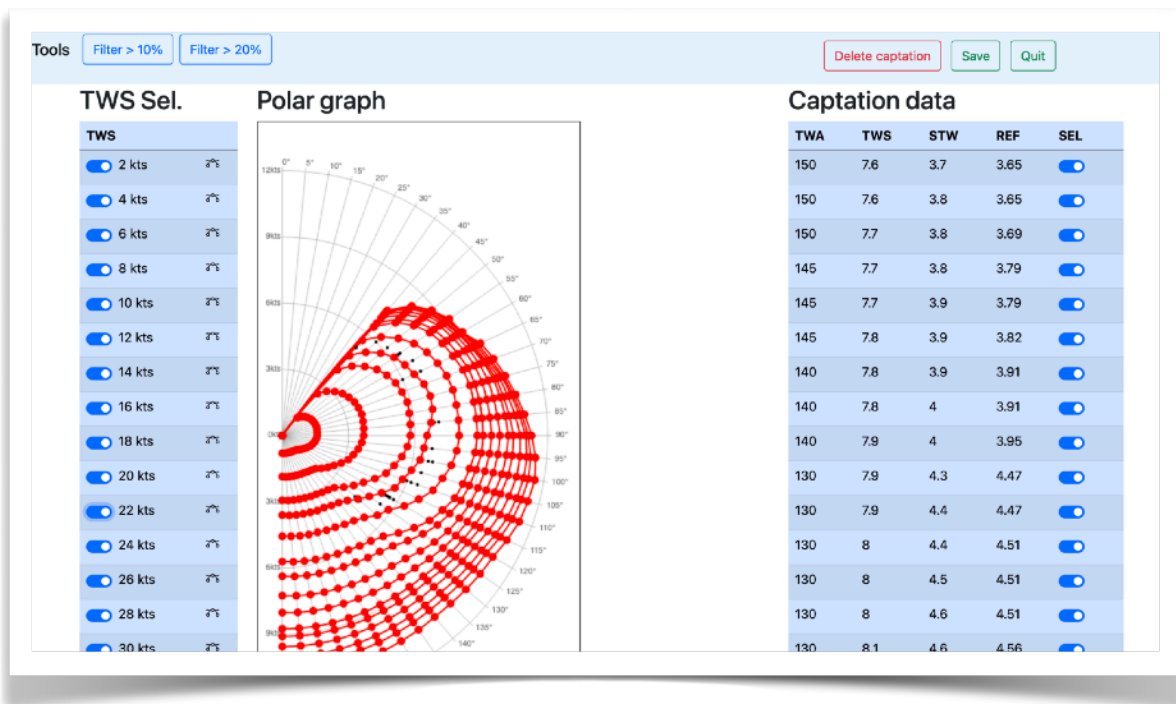 Tools Filter > 10% Filter > 20% Delete captation Save Quit
TWS Sel.
TWS
2 kts
4 kts
6 kts
8 kts
10 kts
12 kts
14 kts
16 kts
18 kts
20 kts
22 kts
24 kts
26 kts
28 kts
30 kts
Polar graph
12kts 0° 5° 10° 15° 20° 25° 30° 35° 40° 45° 50° 55° 60° 65° 70° 75° 80° 85° 90° 95° 100° 105° 110° 115° 120° 130° 135° 140°
9kts
6kts
3kts
0kts
3kts
6kts
9kts
Captation data
TWA TWS STW REF SEL
150 7.6 3.7 3.65
150 7.6 3.8 3.65
150 7.7 3.8 3.69
145 7.7 3.8 3.79
145 7.7 3.9 3.79
145 7.8 3.9 3.82
140 7.8 3.9 3.91
140 7.8 4 3.91
140 7.9 4 3.95
130 7.9 4.3 4.47
130 7.9 4.4 4.47
130 8 4.4 4.51
130 8 4.5 4.51
130 8 4.6 4.51
130 8.1 4.6 4.56